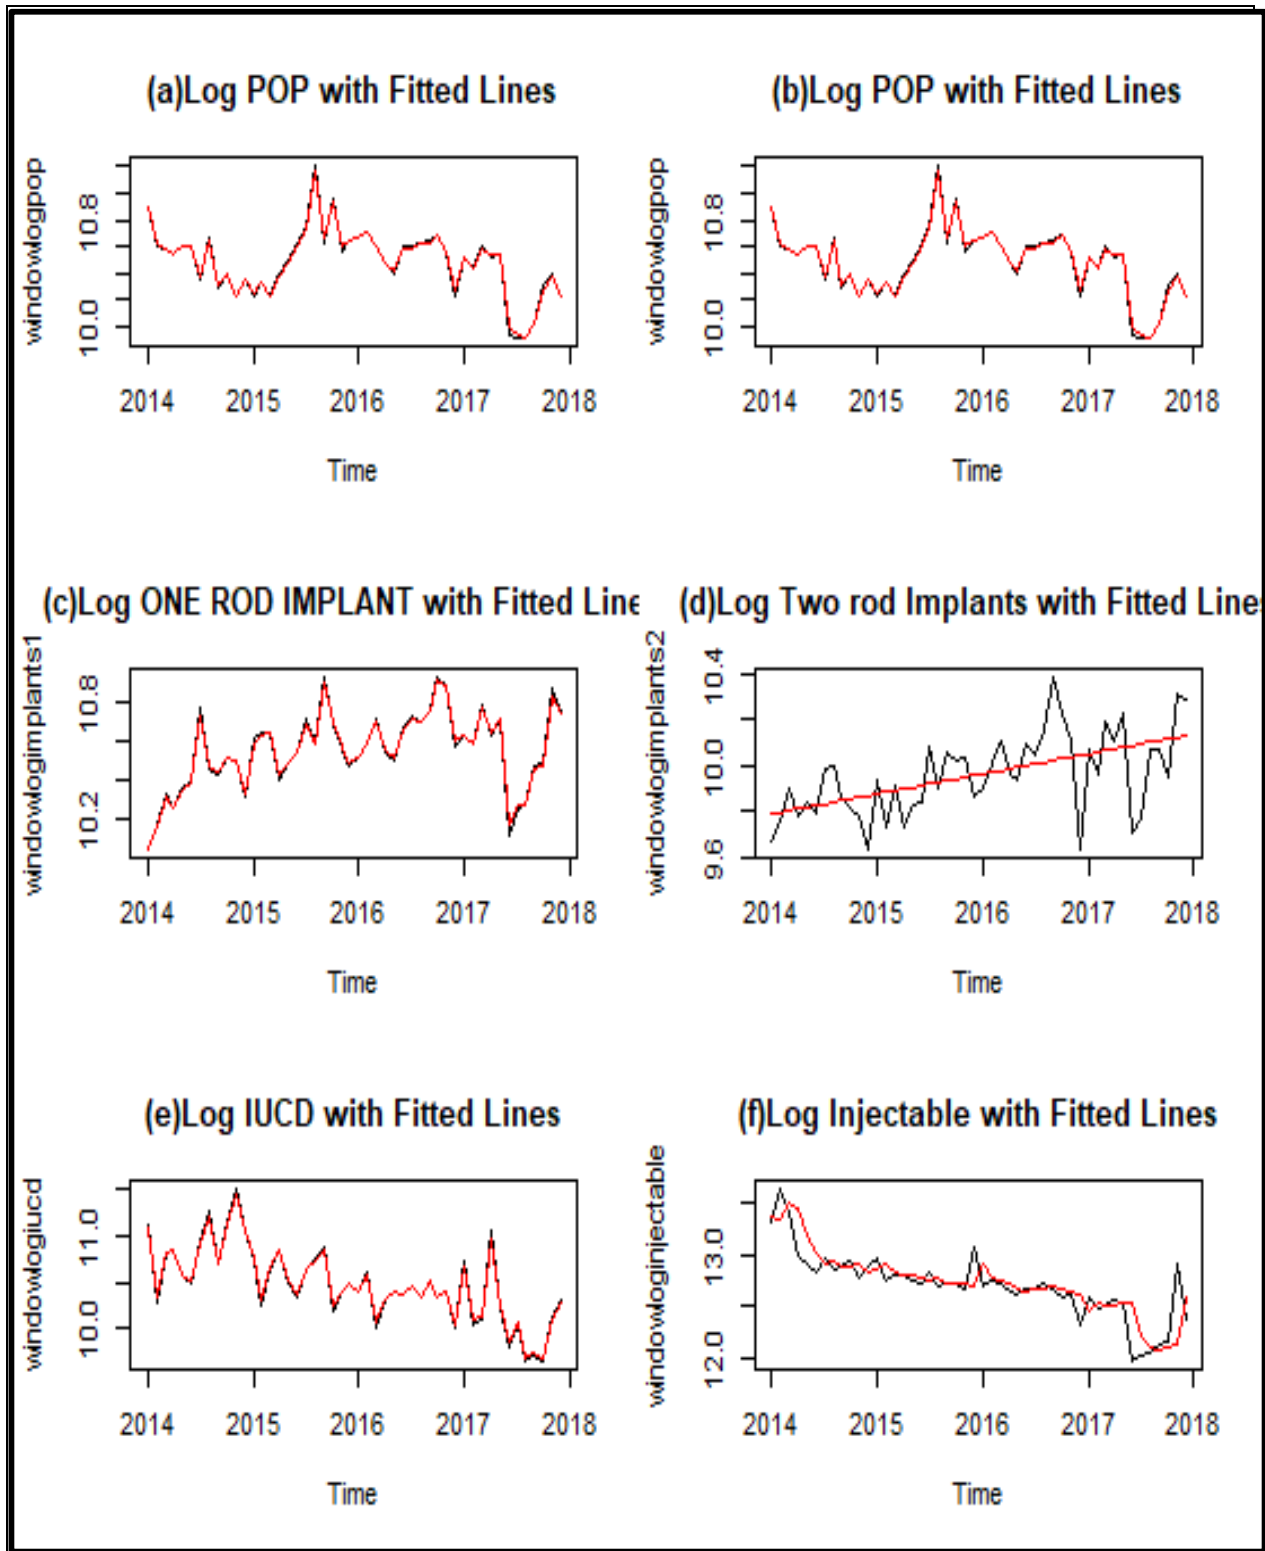 (a)Log POP with Fitted Lines
windowlogpop
10.8
10.0
2014 2015 2016 2017 2018
Time
(b)Log POP with Fitted Lines
windowlogpop
10.8
10.0
2014 2015 2016 2017 2018
Time
(c)Log ONE ROD IMPLANT with Fitted Line
windowlogimplants1
10.8
10.2
2014 2015 2016 2017 2018
Time
(d)Log Two rod Implants with Fitted Lines
windowlogimplants2
10.4
10.0
9.6
2014 2015 2016 2017 2018
Time
(e)Log IUCD with Fitted Lines
windowlogiucd
11.0
10.0
2014 2015 2016 2017 2018
Time
(f)Log Injectable with Fitted Lines
windowloginjectable
13.0
12.0
2014 2015 2016 2017 2018
Time